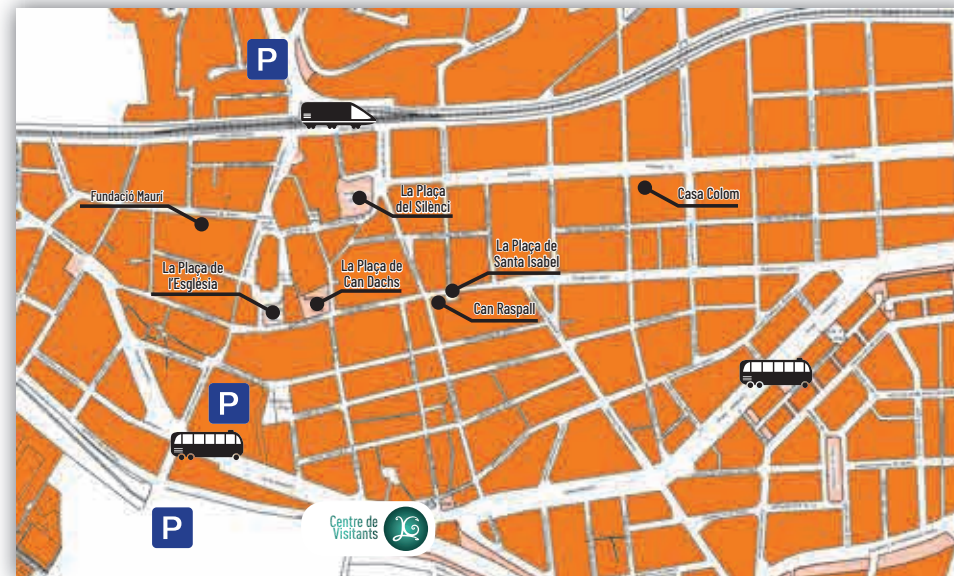 P
Fundació Maurí
La Plaça
del Silenci
Casa Colom
La Plaça de
Santa Isabel
La Plaça de
l'Església
La Plaça de
Can Dachs
Can Raspall
P
P
Centre de
Visitants